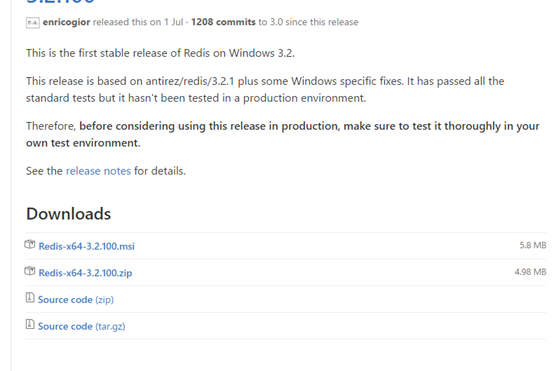 3.2.100
enricogior released this on 1 Jul · 1208 commits to 3.0 since this release
This is the first stable release of Redis on Windows 3.2.
This release is based on antirez/redis/3.2.1 plus some Windows specific fixes. It has passed all the
standard tests but it hasn't been tested in a production environment.
Therefore, before considering using this release in production, make sure to test it thoroughly in your
own test environment.
See the release notes for details.
Downloads
Redis-x64-3.2.100.msi 5.8 MB
Redis-x64-3.2.100.zip 4.98 MB
Source code (zip)
Source code (tar.gz)